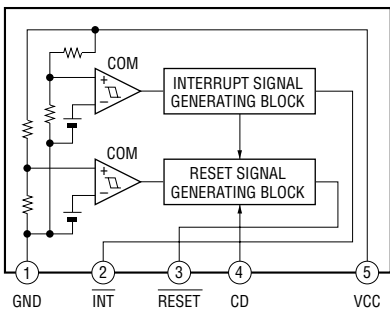 COM
+
−
INTERRUPT SIGNAL
GENERATING BLOCK
COM
+
−
RESET SIGNAL
GENERATING BLOCK
1 2 3 4 5
GND INT RESET CD VCC